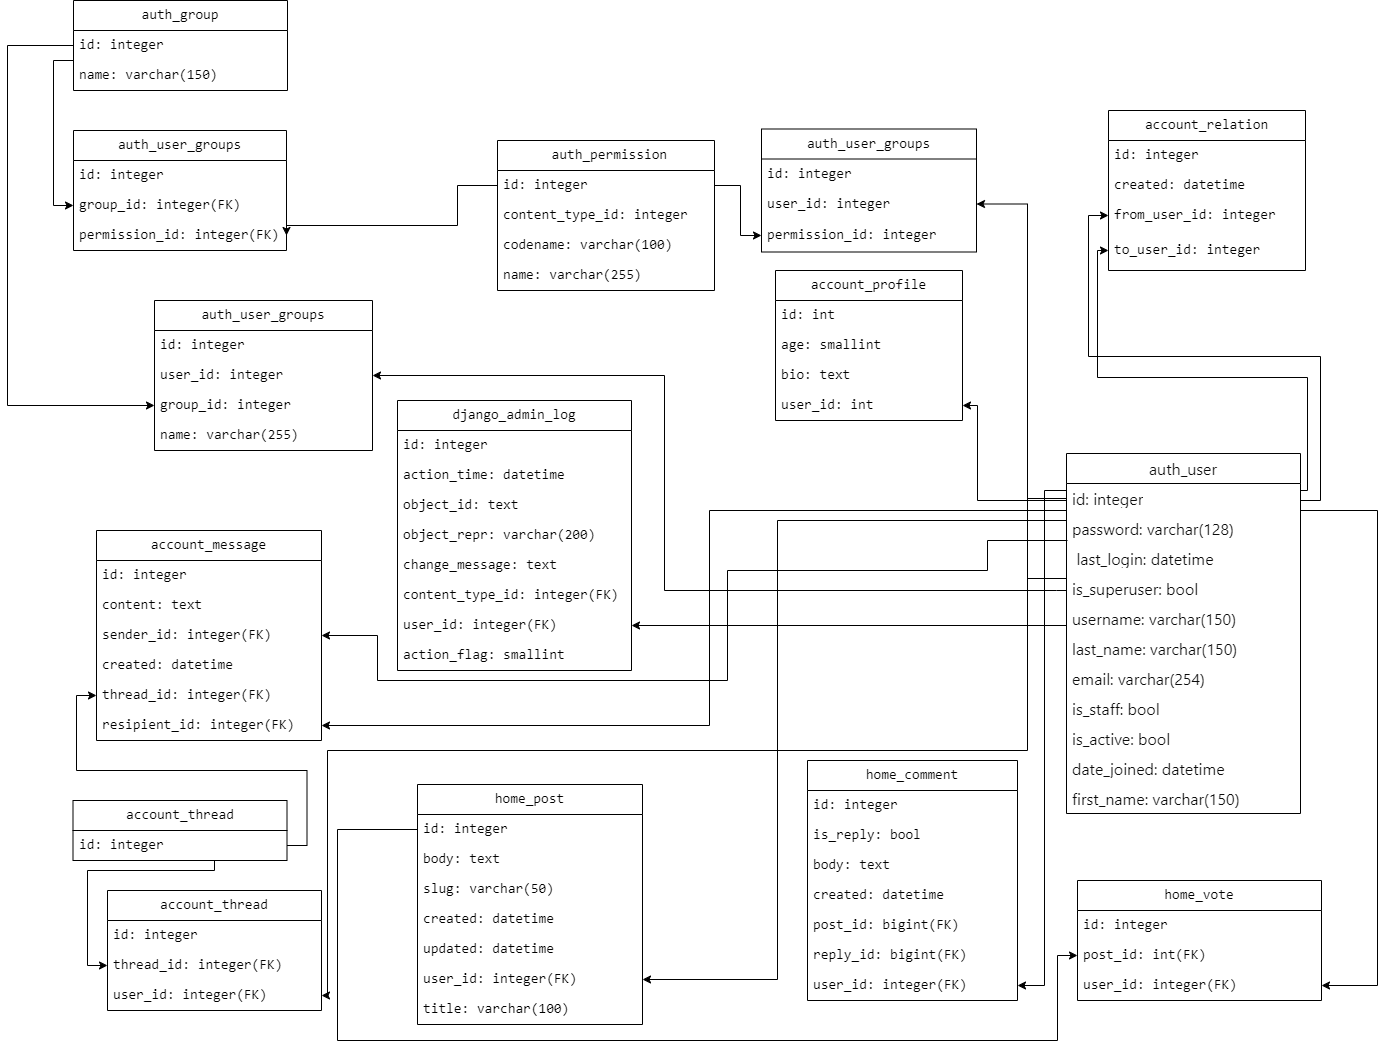 auth_group
id: integer
name: varchar(150)
auth_user_groups
id: integer
group_id: integer(FK)
permission_id: integer(FK)
auth_permission
id: integer
content_type_id: integer
codename: varchar(100)
name: varchar(255)
auth_user_groups
id: integer
user_id: integer
permission_id: integer
account_relation
id: integer
created: datetime
from_user_id: integer
to_user_id: integer
account_profile
id: int
age: smallint
bio: text
user_id: int
auth_user_groups
id: integer
user_id: integer
group_id: integer
name: varchar(255)
django_admin_log
id: integer
action_time: datetime
object_id: text
object_repr: varchar(200)
change_message: text
content_type_id: integer(FK)
user_id: integer(FK)
action_flag: smallint
auth_user
id: integer
password: varchar(128)
last_login: datetime
is_superuser: bool
username: varchar(150)
last_name: varchar(150)
email: varchar(254)
is_staff: bool
is_active: bool
date_joined: datetime
first_name: varchar(150)
account_message
id: integer
content: text
sender_id: integer(FK)
created: datetime
thread_id: integer(FK)
resipient_id: integer(FK)
account_thread
id: integer
account_thread
id: integer
thread_id: integer(FK)
user_id: integer(FK)
home_post
id: integer
body: text
slug: varchar(50)
created: datetime
updated: datetime
user_id: integer(FK)
title: varchar(100)
home_comment
id: integer
is_reply: bool
body: text
created: datetime
post_id: bigint(FK)
reply_id: bigint(FK)
user_id: integer(FK)
home_vote
id: integer
post_id: int(FK)
user_id: integer(FK)